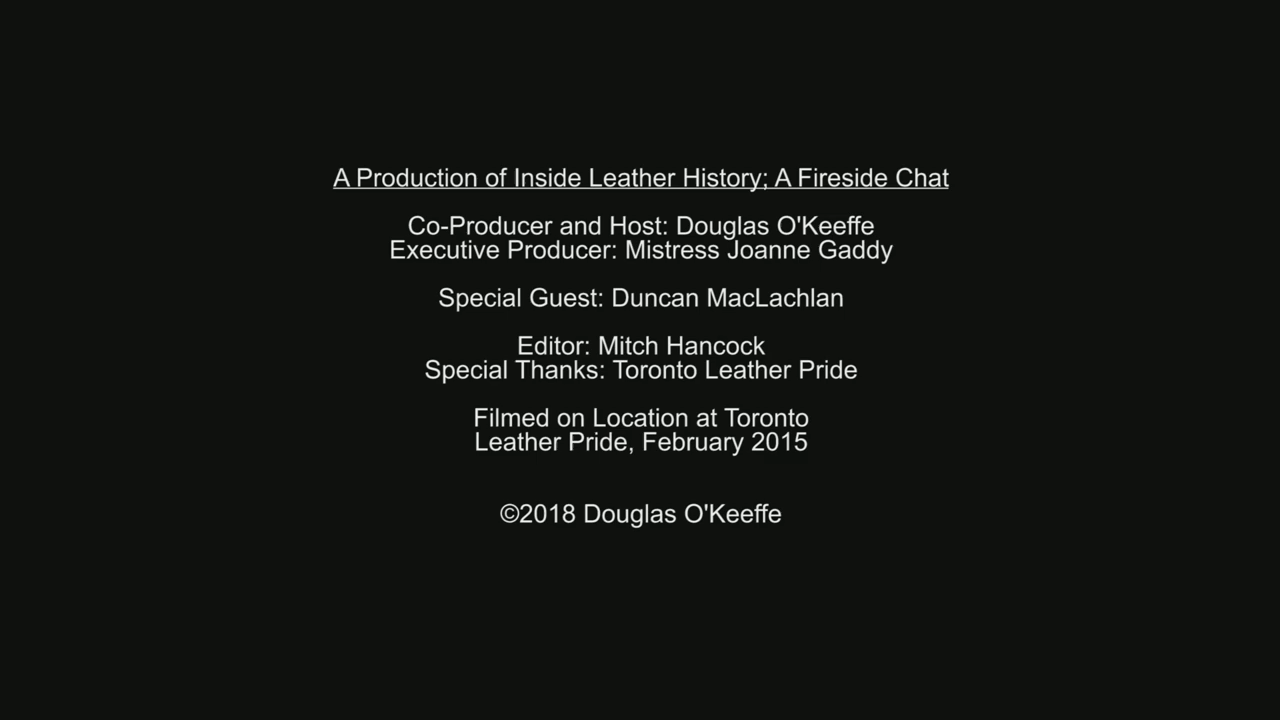 A Production of Inside Leather History; A Fireside Chat
Co-Producer and Host: Douglas O'Keeffe
Executive Producer: Mistress Joanne Gaddy
Special Guest: Duncan MacLachlan
Editor: Mitch Hancock
Special Thanks: Toronto Leather Pride
Filmed on Location at Toronto
Leather Pride, February 2015
©2018 Douglas O'Keeffe